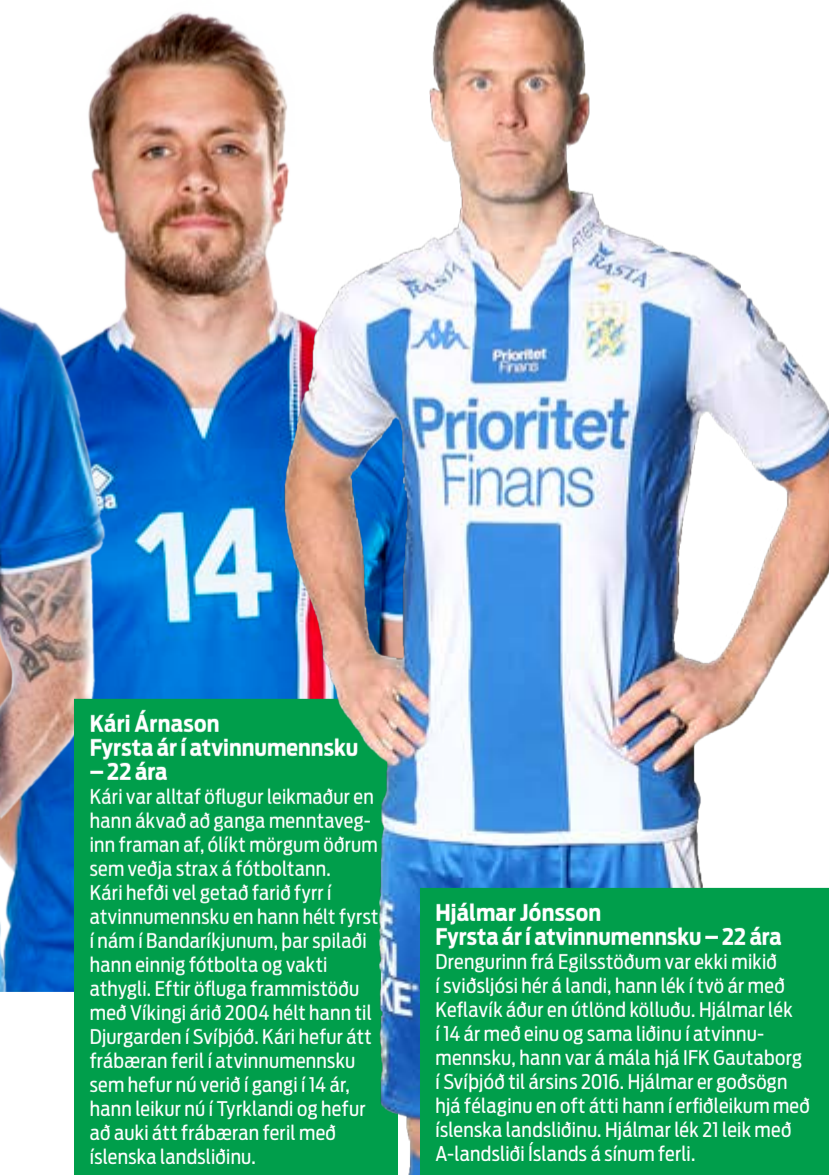 RASTA
RASTA
Prioritet
Finans
Prioritet
Finans
14
Kári Árnason
Fyrsta ár í atvinnumennsku
– 22 ára
Kári var alltaf öflugur leikmaður en
hann ákvað að ganga menntaveg-
inn framan af, ólíkt mörgum öðrum
sem veðja strax á fótboltann.
Kári hefði vel getað farið fyrr í
atvinnumennsku en hann hélt fyrst
í nám í Bandaríkjunum, þar spilaði
hann einnig fótbolta og vakti
athygli. Eftir öfluga frammistöðu
með Víkingi árið 2004 hélt hann til
Djurgarden í Svíþjóð. Kári hefur átt
frábæran feril í atvinnumennsku
sem hefur nú verið í gangi í 14 ár,
hann leikur nú í Tyrklandi og hefur
að auki átt frábæran feril með
íslenska landsliðinu.
Hjálmar Jónsson
Fyrsta ár í atvinnumennsku – 22 ára
Drengurinn frá Egilsstöðum var ekki mikið
í sviðsljósi hér á landi, hann lék í tvö ár með
Keflavík áður en útlönd kölluðu. Hjálmar lék
í 14 ár með einu og sama liðinu í atvinnu-
mennsku, hann var á mála hjá IFK Gautaborg
í Svíþjóð til ársins 2016. Hjálmar er goðsögn
hjá félaginu en oft átti hann í erfiðleikum með
íslenska landsliðinu. Hjálmar lék 21 leik með
A-landsliði Íslands á sínum ferli.